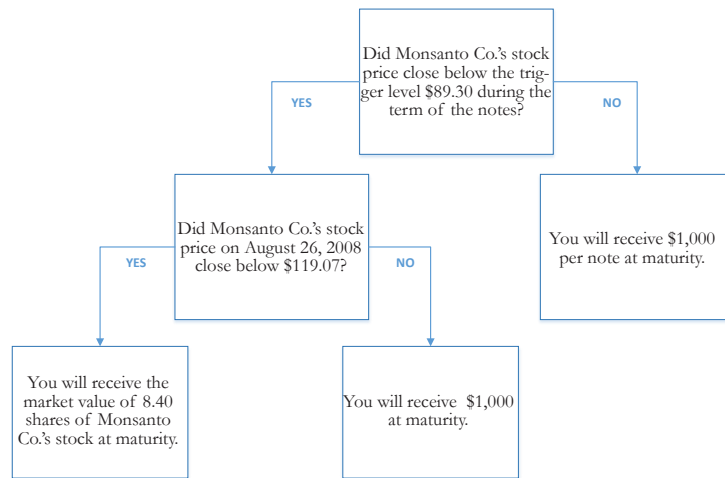 Did Monsanto Co.'s stock
price close below the trig-
ger level $89.30 during the
term of the notes?
YES
NO
Did Monsanto Co.'s stock
price on August 26, 2008
close below $119.07?
You will receive $1,000
per note at maturity.
YES
NO
You will receive the
market value of 8.40
shares of Monsanto
Co.'s stock at maturity.
You will receive $1,000
at maturity.